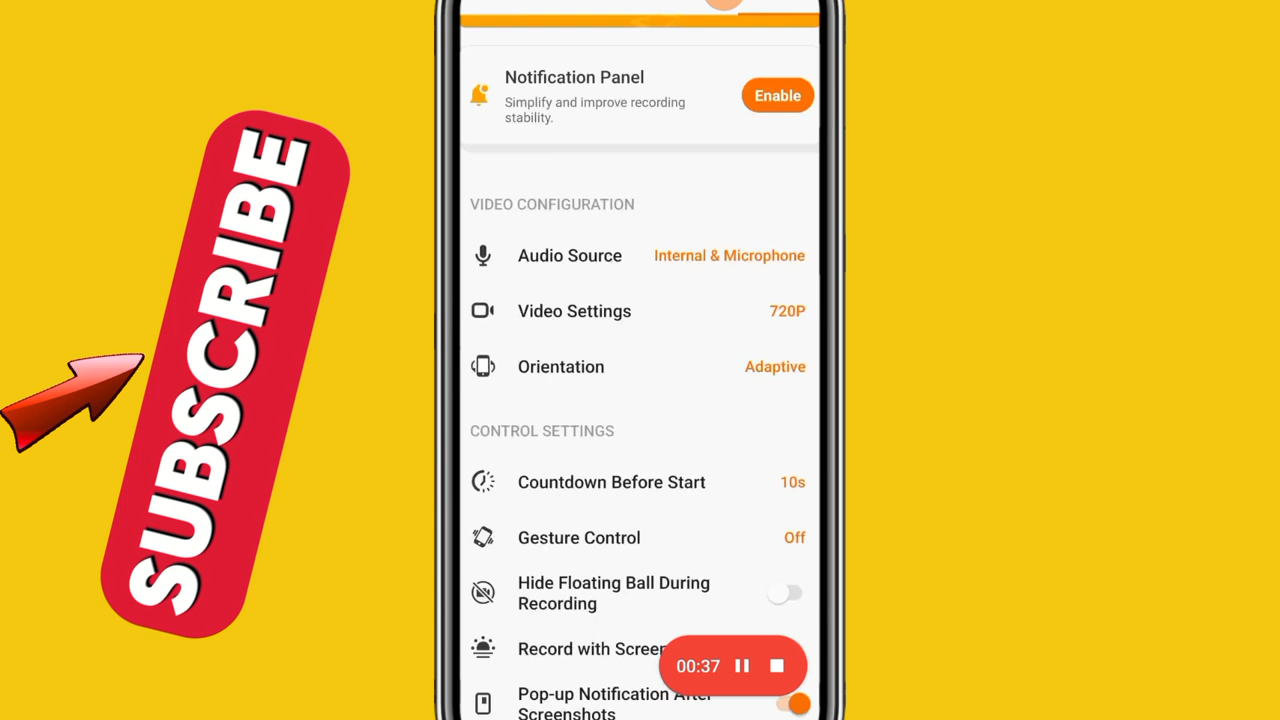 SUBSCRIBE
Notification Panel
Simplify and improve recording
stability.
Enable
VIDEO CONFIGURATION
Audio Source Internal & Microphone
Video Settings 720P
Orientation Adaptive
CONTROL SETTINGS
Countdown Before Start 10s
Gesture Control Off
Hide Floating Ball During
Recording
Record with Screen
00:37
Pop-up Notification After
Screenshots